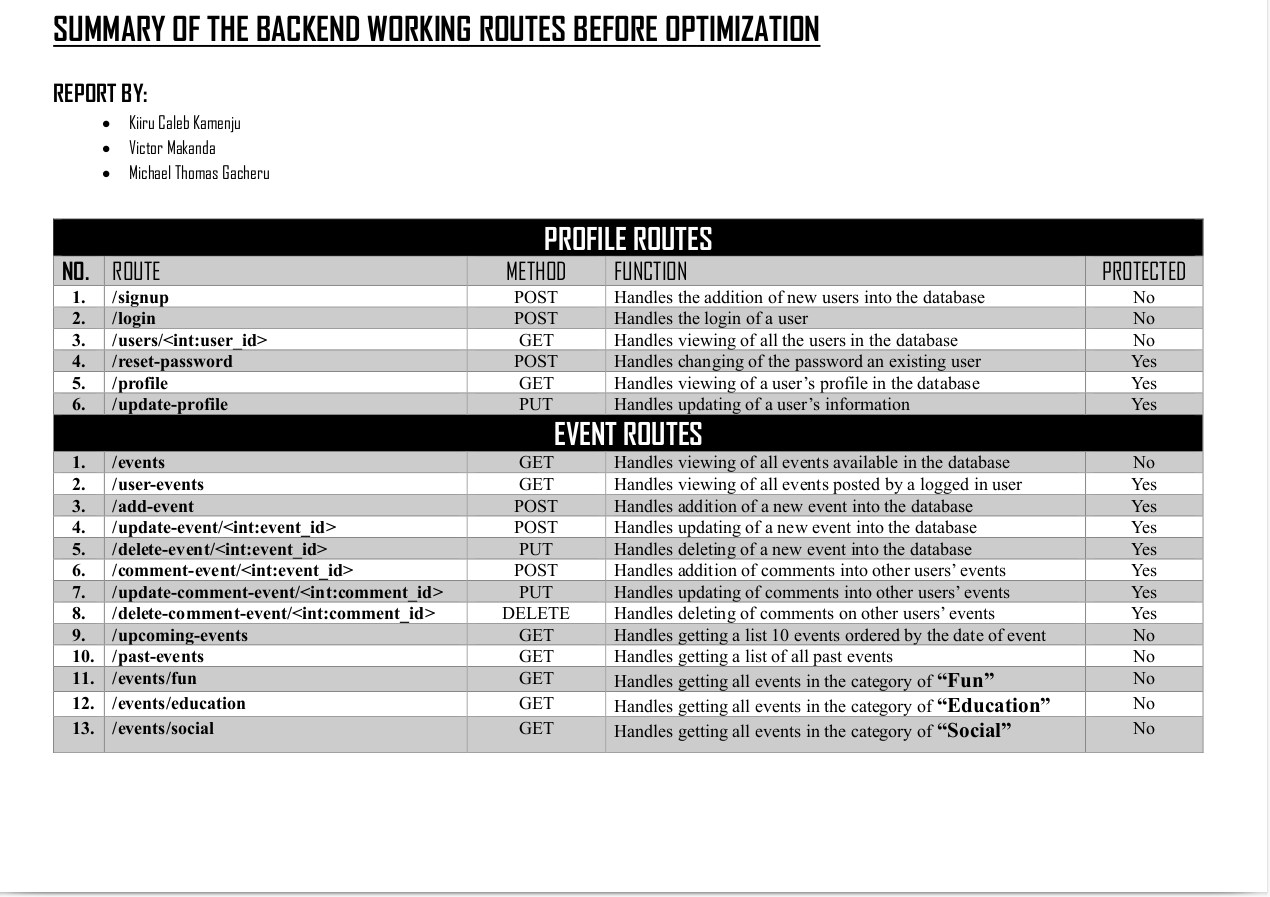 SUMMARY OF THE BACKEND WORKING ROUTES BEFORE OPTIMIZATION
REPORT BY:
• Kiiru Caleb Kamenju
• Victor Makanda
• Michael Thomas Gacheru
PROFILE ROUTES
NO. ROUTE METHOD FUNCTION PROTECTED
1. /signup POST Handles the addition of new users into the database No
2. /login POST Handles the login of a user No
3. /users/<int:user_id> GET Handles viewing of all the users in the database No
4. /reset-password POST Handles changing of the password an existing user Yes
5. /profile GET Handles viewing of a user’s profile in the database Yes
6. /update-profile PUT Handles updating of a user’s information Yes
EVENT ROUTES
1. /events GET Handles viewing of all events available in the database No
2. /user-events GET Handles viewing of all events posted by a logged in user Yes
3. /add-event POST Handles addition of a new event into the database Yes
4. /update-event/<int:event_id> POST Handles updating of a new event into the database Yes
5. /delete-event/<int:event_id> PUT Handles deleting of a new event into the database Yes
6. /comment-event/<int:event_id> POST Handles addition of comments into other users’ events Yes
7. /update-comment-event/<int:comment_id> PUT Handles updating of comments into other users’ events Yes
8. /delete-comment-event/<int:comment_id> DELETE Handles deleting of comments on other users’ events Yes
9. /upcoming-events GET Handles getting a list 10 events ordered by the date of event No
10. /past-events GET Handles getting a list of all past events No
11. /events/fun GET Handles getting all events in the category of “Fun” No
12. /events/education GET Handles getting all events in the category of “Education” No
13. /events/social GET Handles getting all events in the category of “Social” No